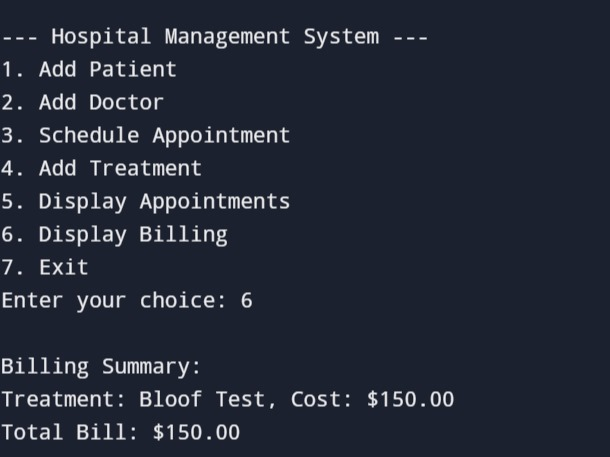 --- Hospital Management System ---
1. Add Patient
2. Add Doctor
3. Schedule Appointment
4. Add Treatment
5. Display Appointments
6. Display Billing
7. Exit
Enter your choice: 6
Billing Summary:
Treatment: Bloof Test, Cost: $150.00
Total Bill: $150.00